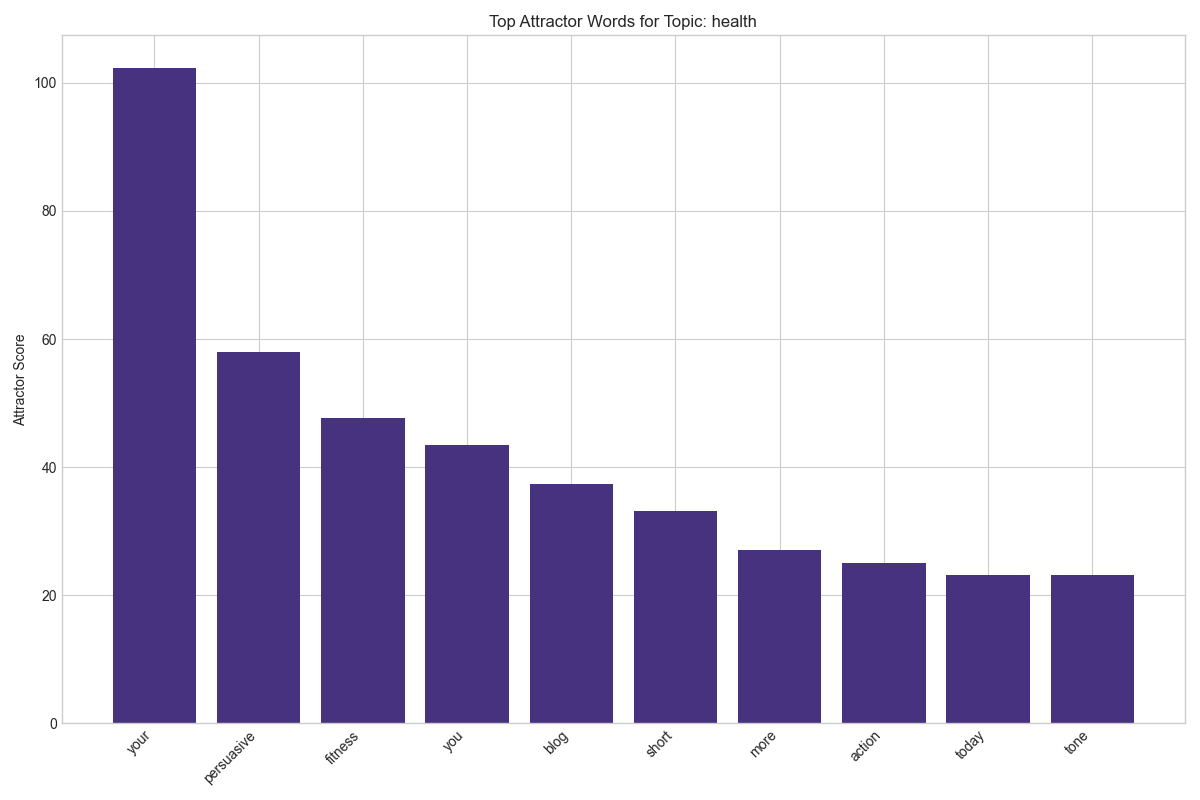 Top Attractor Words for Topic: health
Attractor Score
100
80
60
40
20
0
your
persuasive
fitness
you
blog
short
more
action
today
tone